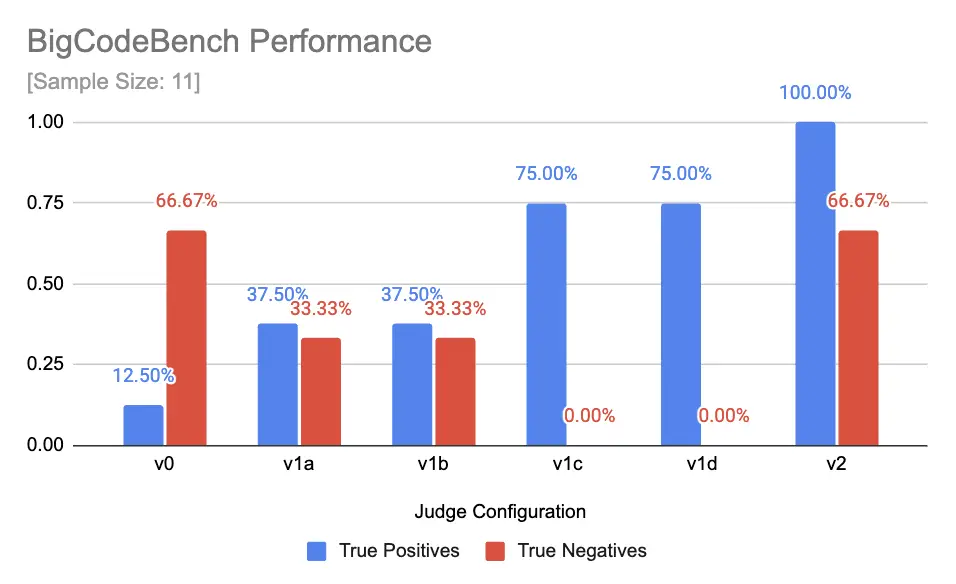 BigCodeBench Performance
[Sample Size: 11]
100.00%
1.00
75.00%
75.00%
0.75
66.67%
66.67%
0.50
37.50%
37.50%
33.33%
33.33%
0.25
12.50%
0.00%
0.00%
0.00
v0
v1a
v1b
v1c
v1d
v2
Judge Configuration
True Positives
True Negatives